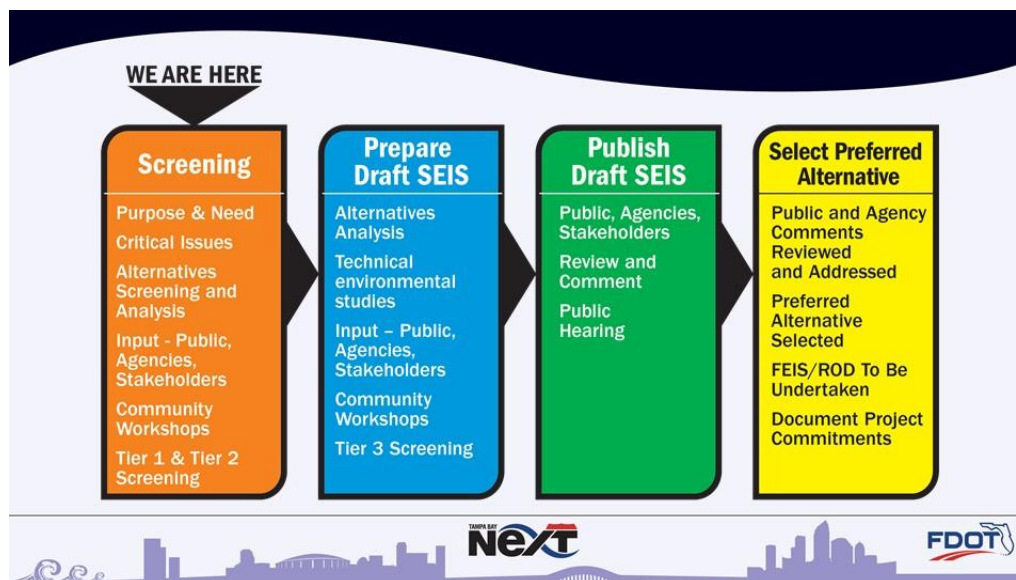 WE ARE HERE
Screening
Purpose & Need
Critical Issues
Alternatives
Screening and
Analysis
Input - Public,
Agencies,
Stakeholders
Community
Workshops
Tier 1 & Tier 2
Screening
Prepare
Draft SEIS
Alternatives
Analysis
Technical
environmental
studies
Input – Public,
Agencies,
Stakeholders
Community
Workshops
Tier 3 Screening
Publish
Draft SEIS
Public, Agencies,
Stakeholders
Review and
Comment
Public
Hearing
Select Preferred
Alternative
Public and Agency
Comments
Reviewed
and Addressed
Preferred
Alternative
Selected
FEIS/ROD To Be
Undertaken
Document Project
Commitments
TAMPA BAY
NeXT
FDOT